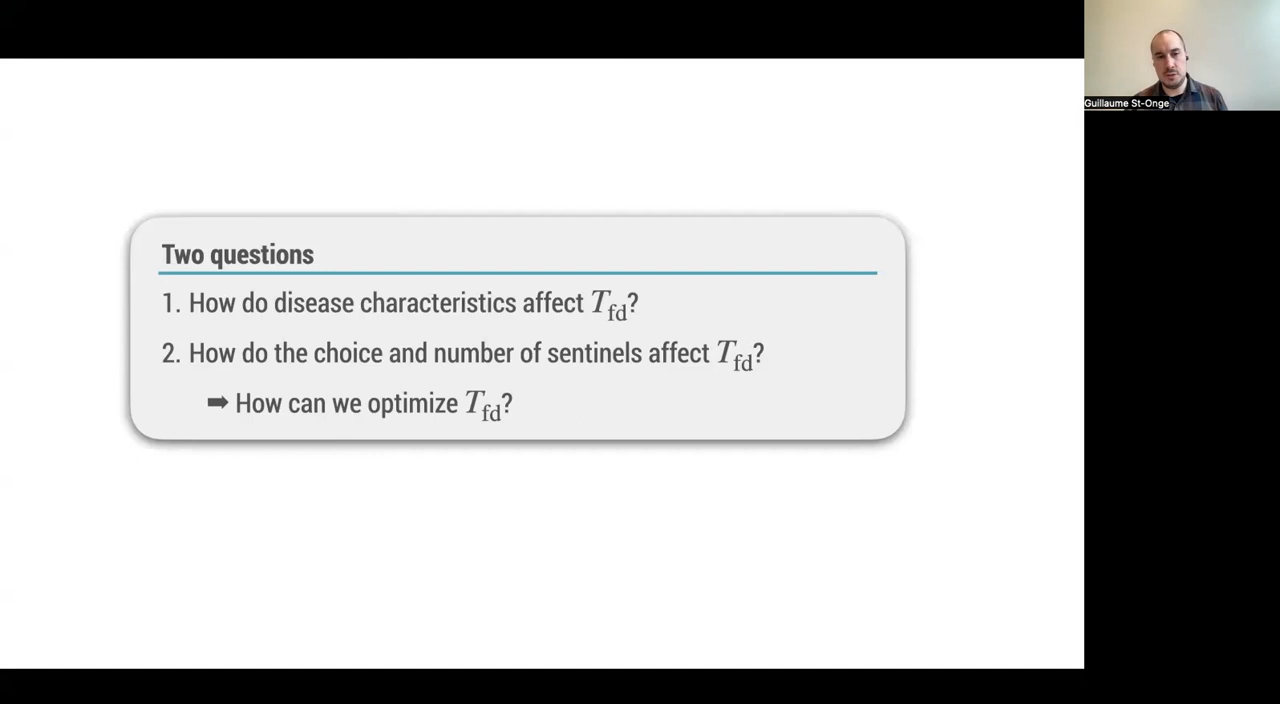 Guillaume St-Onge
Two questions
1. How do disease characteristics affect T_fd?
2. How do the choice and number of sentinels affect T_fd?
➡ How can we optimize T_fd?